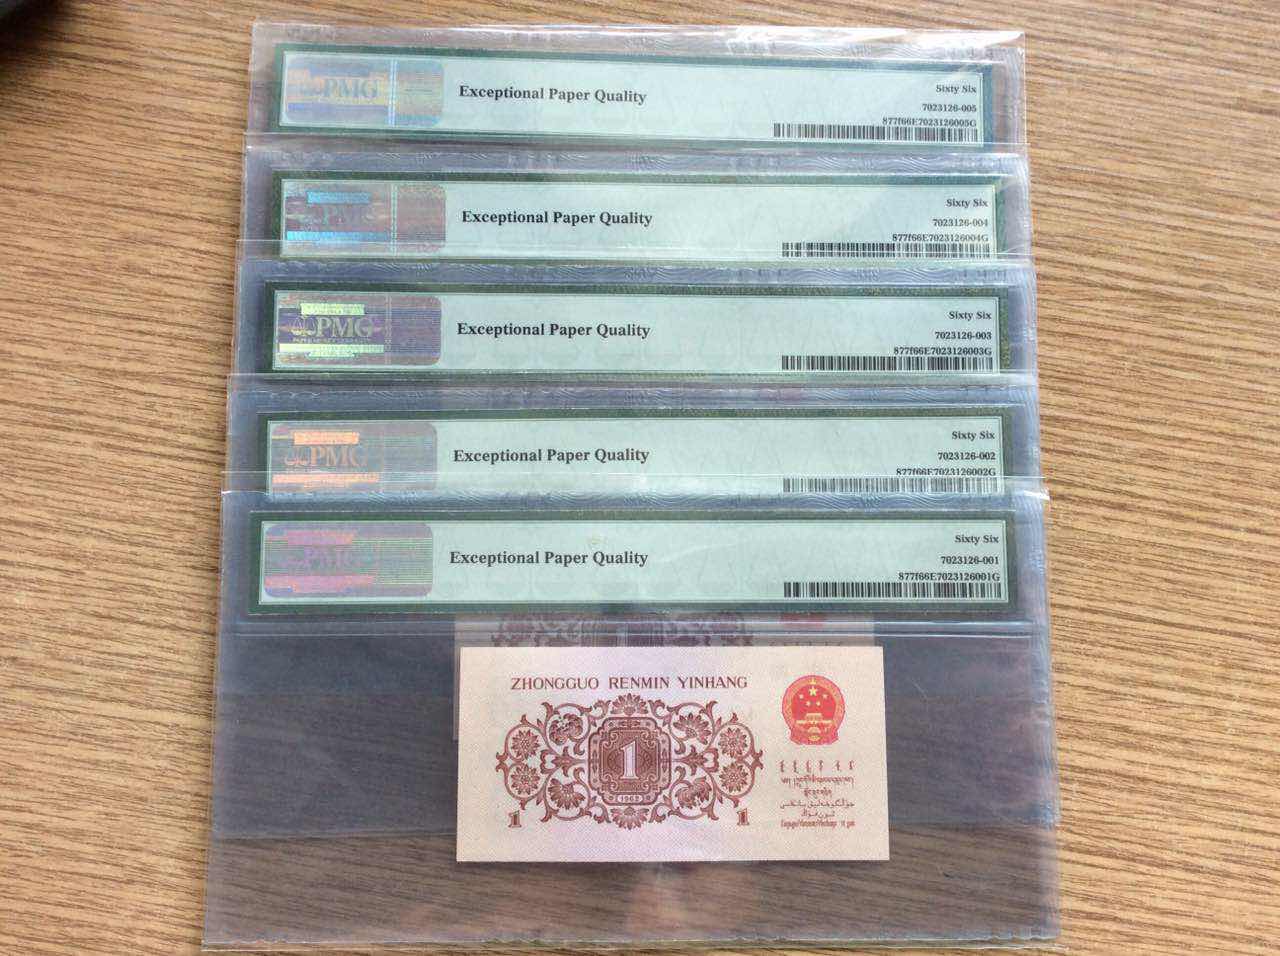 PMG
Exceptional Paper Quality
Sixty Six
7023126-005
877f66E7023126005G
PMG
Exceptional Paper Quality
Sixty Six
7023126-004
877f66E7023126004G
PMG
Exceptional Paper Quality
Sixty Six
7023126-003
877f66E7023126003G
PMG
Exceptional Paper Quality
Sixty Six
7023126-002
877f66E7023126002G
PMG
Exceptional Paper Quality
Sixty Six
7023126-001
877f66E7023126001G
ZHONGGUO RENMIN YINHANG
1
1962
1 1